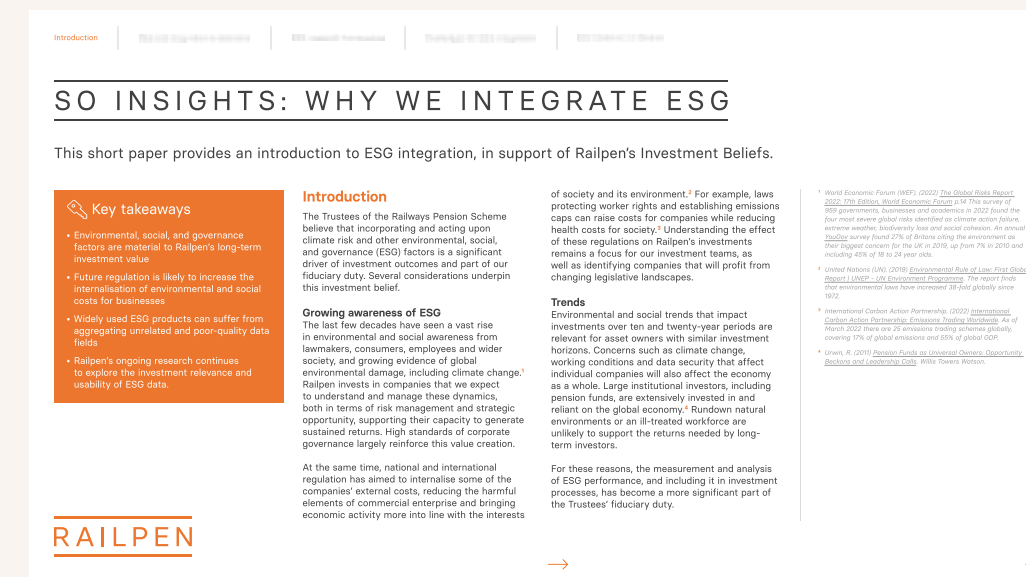 Introduction
SO INSIGHTS: WHY WE INTEGRATE ESG
This short paper provides an introduction to ESG integration, in support of Railpen's Investment Beliefs.
Key takeaways
• Environmental, social, and governance
factors are material to Railpen's long-term
investment value
• Future regulation is likely to increase the
internalisation of environmental and social
costs for businesses
• Widely used ESG products can suffer from
aggregating unrelated and poor-quality data
fields
• Railpen's ongoing research continues
to explore the investment relevance and
usability of ESG data.
Introduction
The Trustees of the Railways Pension Scheme
believe that incorporating and acting upon
climate risk and other environmental, social,
and governance (ESG) factors is a significant
driver of investment outcomes and part of our
fiduciary duty. Several considerations underpin
this investment belief.
Growing awareness of ESG
The last few decades have seen a vast rise
in environmental and social awareness from
lawmakers, consumers, employees and wider
society, and growing evidence of global
environmental damage, including climate change.¹
Railpen invests in companies that we expect
to understand and manage these dynamics,
both in terms of risk management and strategic
opportunity, supporting their capacity to generate
sustained returns. High standards of corporate
governance largely reinforce this value creation.
At the same time, national and international
regulation has aimed to internalise some of the
companies' external costs, reducing the harmful
elements of commercial enterprise and bringing
economic activity more into line with the interests
of society and its environment.² For example, laws
protecting worker rights and establishing emissions
caps can raise costs for companies while reducing
health costs for society.³ Understanding the effect
of these regulations on Railpen's investments
remains a focus for our investment teams, as
well as identifying companies that will profit from
changing legislative landscapes.
Trends
Environmental and social trends that impact
investments over ten and twenty-year periods are
relevant for asset owners with similar investment
horizons. Concerns such as climate change,
working conditions and data security that affect
individual companies will also affect the economy
as a whole. Large institutional investors, including
pension funds, are extensively invested in and
reliant on the global economy.⁴ Rundown natural
environments or an ill-treated workforce are
unlikely to support the returns needed by long-
term investors.
For these reasons, the measurement and analysis
of ESG performance, and including it in investment
processes, has become a more significant part of
the Trustees' fiduciary duty.
¹ World Economic Forum (WEF). (2022) The Global Risks Report
2022: 17th Edition, World Economic Forum p.14 This survey of
959 governments, businesses and academics in 2022 found the
four most severe global risks identified as climate action failure,
extreme weather, biodiversity loss and social cohesion. An annual
YouGov survey found 27% of Britons citing the environment as
their biggest concern for the UK in 2019, up from 7% in 2010 and
including 45% of 18 to 24 year olds.
² United Nations (UN). (2019) Environmental Rule of Law: First Globa
Report | UNEP - UN Environment Programme. The report finds
that environmental laws have increased 38-fold globally since
1972.
³ International Carbon Action Partnership, (2022) International
Carbon Action Partnership: Emissions Trading Worldwide. As of
March 2022 there are 25 emissions trading schemes globally,
covering 17% of global emissions and 55% of global GDP.
⁴ Urwin, R. (2011) Pension Funds as Universal Owners: Opportunity
Beckons and Leadership Calls. Willis Towers Watson.
RAILPEN